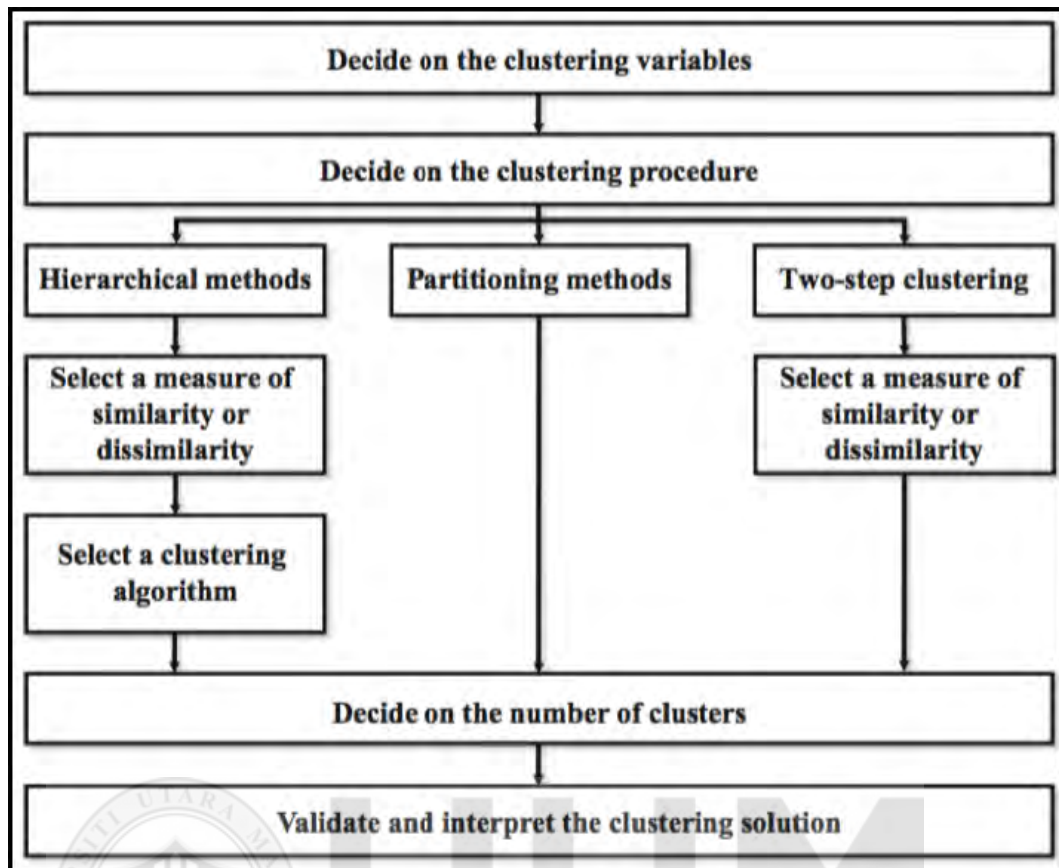 Decide on the clustering variables
Decide on the clustering procedure
Hierarchical methods
Partitioning methods
Two-step clustering
Select a measure of
similarity or
dissimilarity
Select a measure of
similarity or
dissimilarity
Select a clustering
algorithm
Decide on the number of clusters
Validate and interpret the clustering solution
UTARA